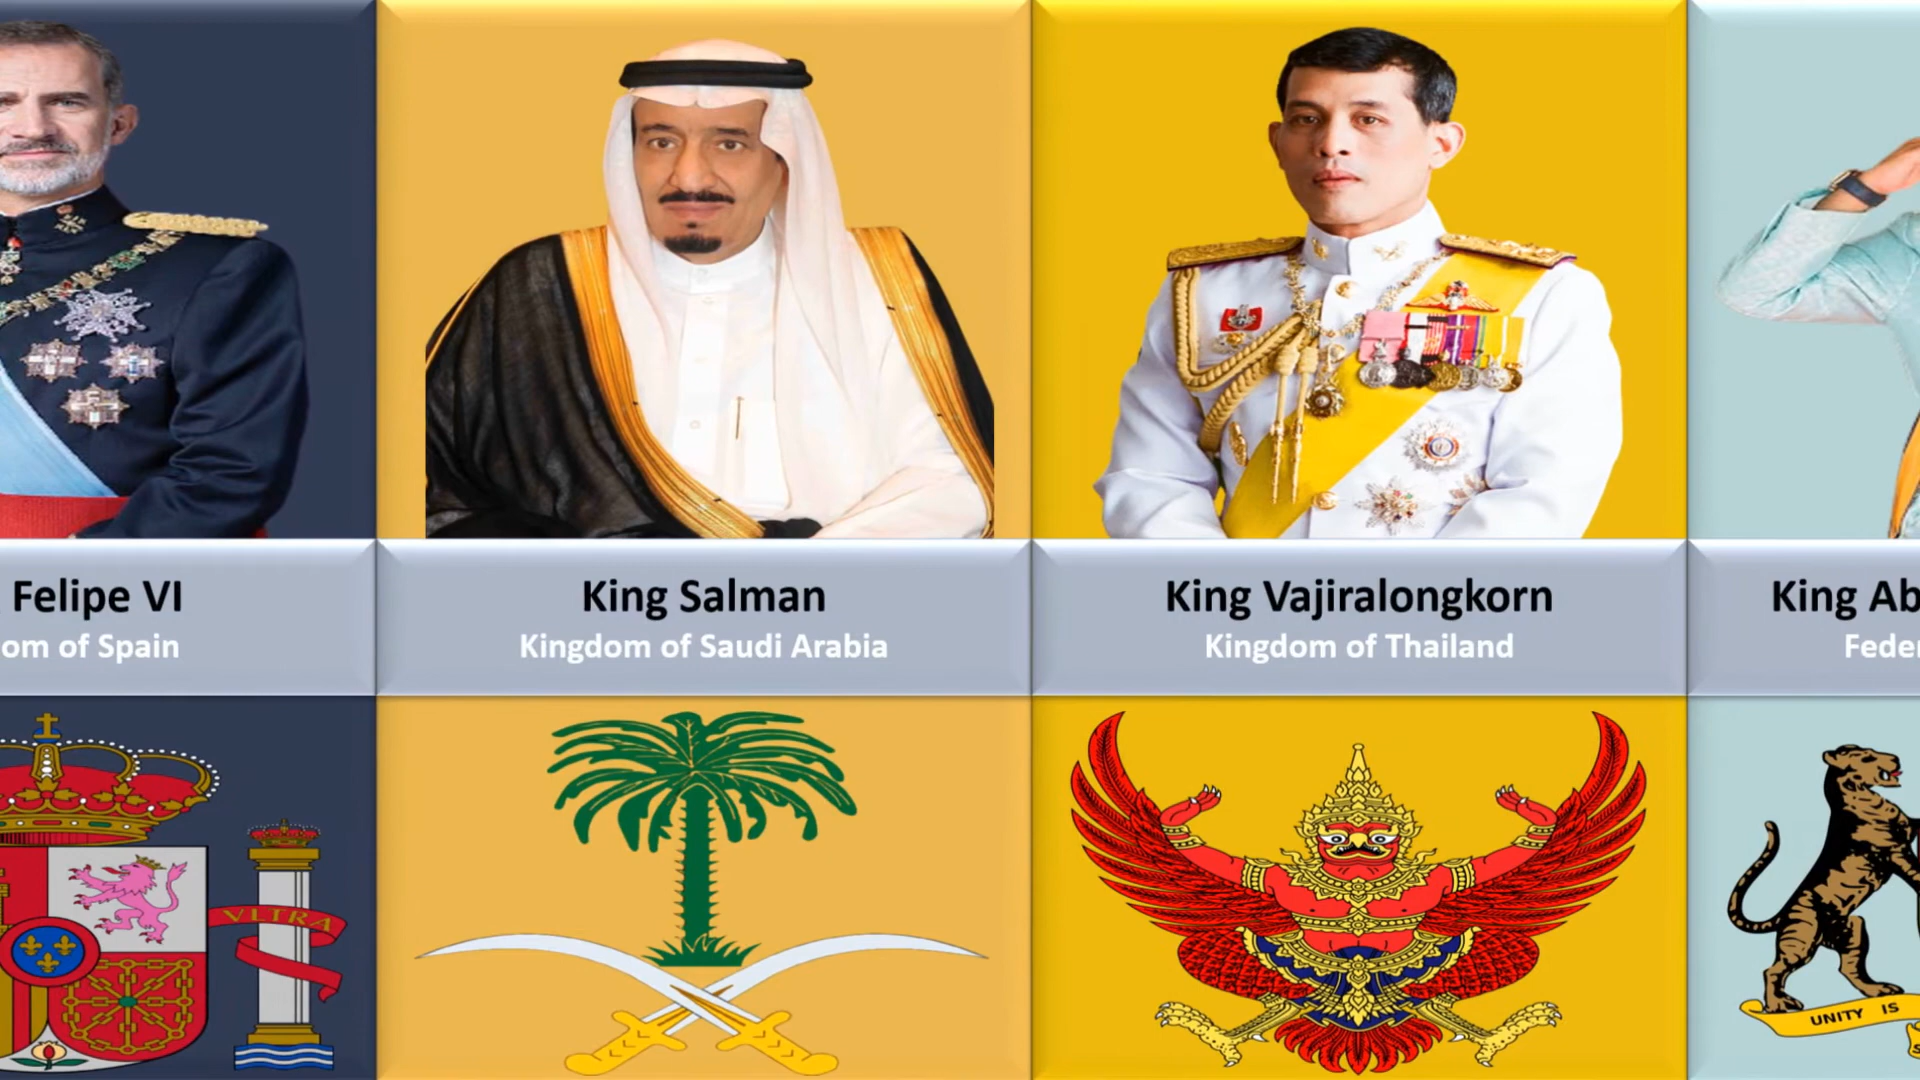 Felipe VI
om of Spain
King Salman
Kingdom of Saudi Arabia
King Vajiralongkorn
Kingdom of Thailand
King Ab
Feder
VLTRA
UNITY IS